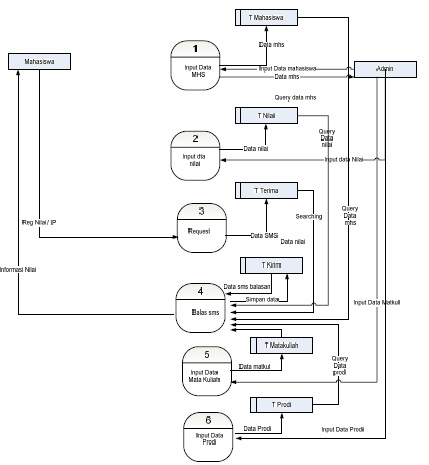 T Mahasiswa
1
Input Data
MHS
Data mhs
Mahasiswa
Admin
Input Data mahasiswa
Data mhs
Query data mhs
T Nilai
2
Input dta
nilai
Data nilai
Query
Data
nilai
Input data Nilai
T Terima
3
Request
Data SMS
Searching
Data nilai
Query
Data
mhs
Req Nilai / IP
Informasi Nilai
T Kirim
4
Balas sms
Data sms balasan
Simpan data
Input Data Matkull
T Matakuliah
5
Input Data
Mata Kuliah
Data matkul
Query
Data
prodi
T Prodi
6
Input Data
Prodi
Data Prodi
Input Data Prodi